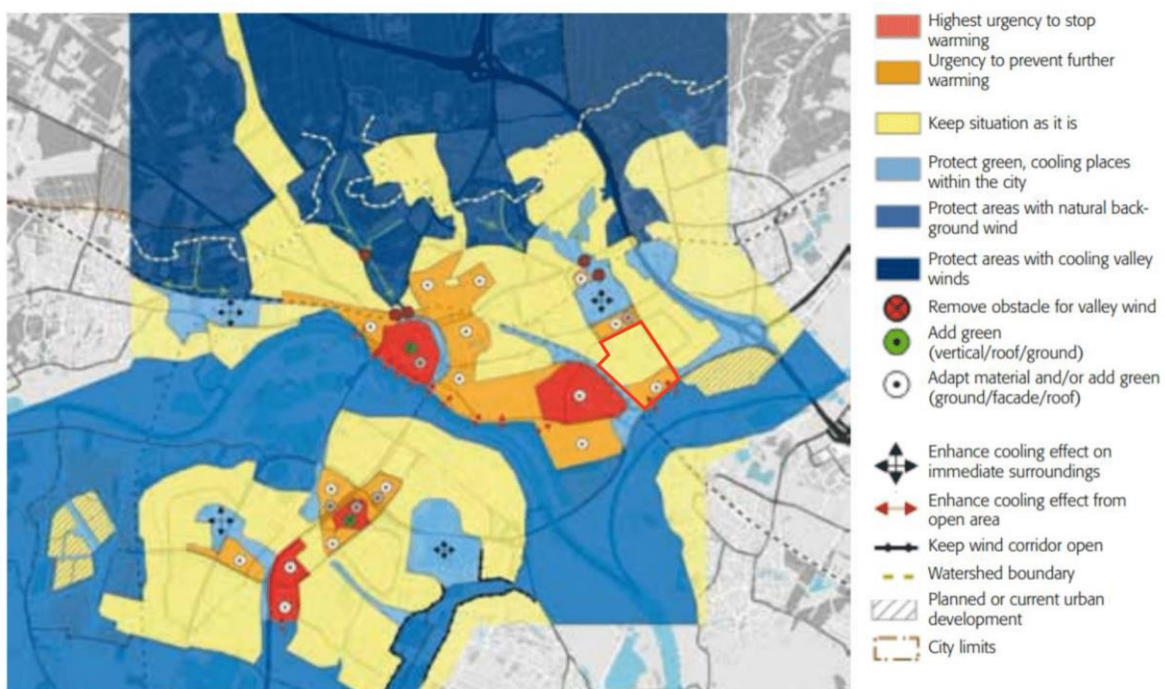 Highest urgency to stop
warming
Urgency to prevent further
warming
Keep situation as it is
Protect green, cooling places
within the city
Protect areas with natural back-
ground wind
Protect areas with cooling valley
winds
Remove obstacle for valley wind
Add green
(vertical/roof/ground)
Adapt material and/or add green
(ground/facade/roof)
Enhance cooling effect on
immediate surroundings
Enhance cooling effect from
open area
Keep wind corridor open
Watershed boundary
Planned or current urban
development
City limits